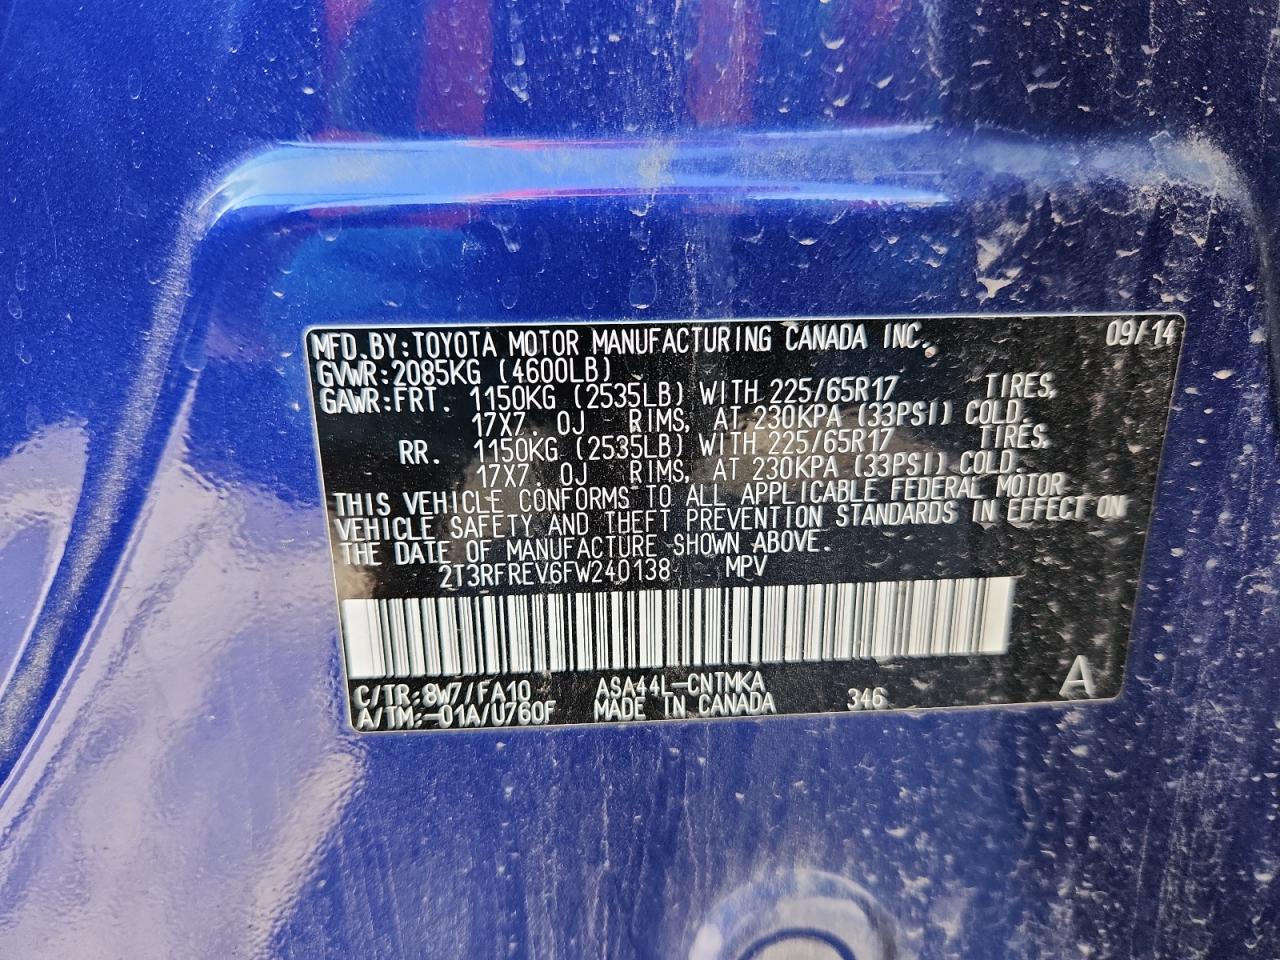 MFD.BY:TOYOTA MOTOR MANUFACTURING CANADA INC. 09/14
GVWR:2085KG (4600LB)
GAWR:FRT. 1150KG (2535LB) WITH 225/65R17 TIRES,
17X7.0J RIMS, AT 230KPA (33PSI) COLD.
RR. 1150KG (2535LB) WITH 225/65R17 TIRES,
17X7.0J RIMS, AT 230KPA (33PSI) COLD.
THIS VEHICLE CONFORMS TO ALL APPLICABLE FEDERAL MOTOR
VEHICLE SAFETY AND THEFT PREVENTION STANDARDS IN EFFECT ON
THE DATE OF MANUFACTURE SHOWN ABOVE.
2T3RFREV6FW240138 MPV
C/TR:8W7/FA10 ASA44L-CNTMKA 346 A
A/TM:-01A/U760F MADE IN CANADA